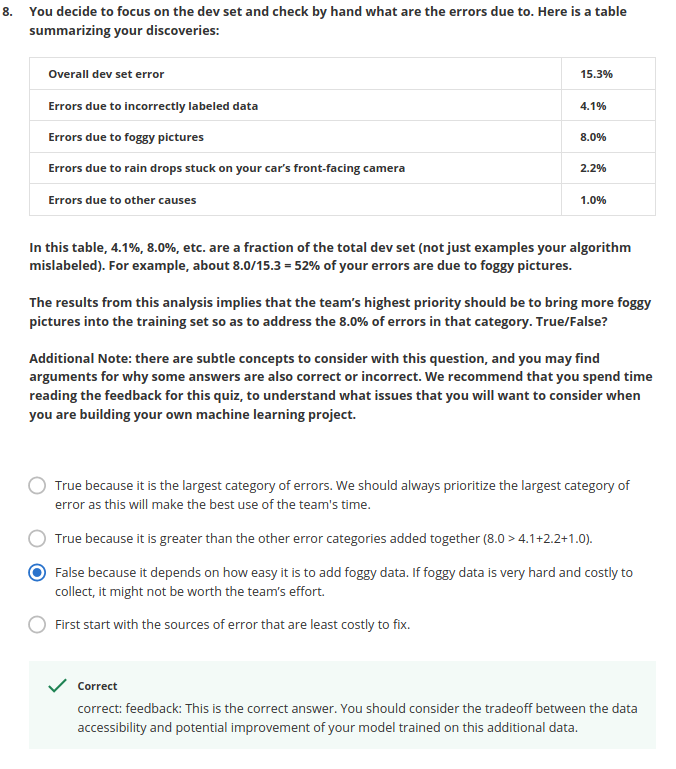 8. You decide to focus on the dev set and check by hand what are the errors due to. Here is a table
summarizing your discoveries:
Overall dev set error 15.3%
Errors due to incorrectly labeled data 4.1%
Errors due to foggy pictures 8.0%
Errors due to rain drops stuck on your car's front-facing camera 2.2%
Errors due to other causes 1.0%
In this table, 4.1%, 8.0%, etc. are a fraction of the total dev set (not just examples your algorithm
mislabeled). For example, about 8.0/15.3 = 52% of your errors are due to foggy pictures.
The results from this analysis implies that the team's highest priority should be to bring more foggy
pictures into the training set so as to address the 8.0% of errors in that category. True/False?
Additional Note: there are subtle concepts to consider with this question, and you may find
arguments for why some answers are also correct or incorrect. We recommend that you spend time
reading the feedback for this quiz, to understand what issues that you will want to consider when
you are building your own machine learning project.
True because it is the largest category of errors. We should always prioritize the largest category of
error as this will make the best use of the team's time.
True because it is greater than the other error categories added together (8.0 > 4.1+2.2+1.0).
False because it depends on how easy it is to add foggy data. If foggy data is very hard and costly to
collect, it might not be worth the team's effort.
First start with the sources of error that are least costly to fix.
Correct
correct: feedback: This is the correct answer. You should consider the tradeoff between the data
accessibility and potential improvement of your model trained on this additional data.